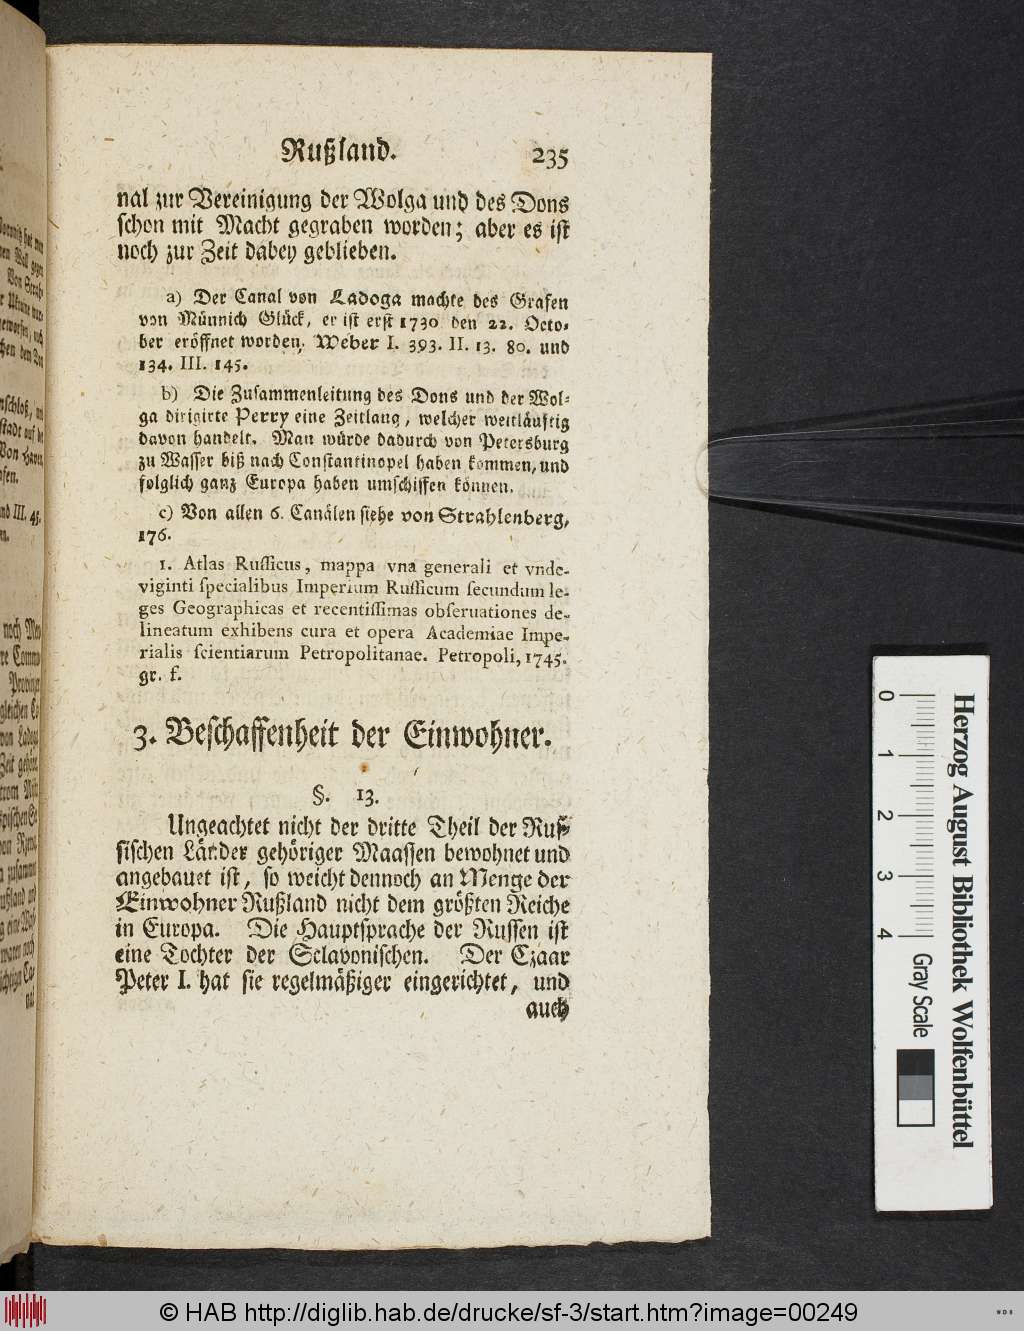 Rußland. 235
nal zur Vereinigung der Wolga und des Dons
schon mit Macht gegraben worden; aber es ist
noch zur Zeit dabey geblieben.
a) Der Canal von Ladoga machte des Grafen
von Münnich Glück, er ist erst 1730 den 22. Octo-
ber eröffnet worden, Weber I. 393. II. 13. 80. und
134. III. 145.
b) Die Zusammenleitung des Dons und der Wol-
ga dirigirte Perry eine Zeitlang, welcher weitläuftig
davon handelt. Man würde dadurch von Petersburg
zu Wasser biß nach Constantinopel haben kommen, und
folglich ganz Europa haben umschiffen können.
c) Von allen 6. Canälen siehe von Strahlenberg,
176.
1. Atlas Russicus, mappa vna generali et vnde-
viginti specialibus Imperium Russicum secundum le-
ges Geographicas et recentissimas obseruationes de-
lineatum exhibens cura et opera Academiae Impe-
rialis scientiarum Petropolitanae. Petropoli, 1745.
gr. f.
3. Beschaffenheit der Einwohner.
§. 13.
Ungeachtet nicht der dritte Theil der Rus-
sischen Länder gehöriger Maassen bewohnet und
angebauet ist, so weicht dennoch an Menge der
Einwohner Rußland nicht dem größten Reiche
in Europa. Die Hauptsprache der Russen ist
eine Tochter der Sclavonischen. Der Czaar
Peter I. hat sie regelmäßiger eingerichtet, und
auch
0 1 2 3 4
Gray Scale
Herzog August Bibliothek Wolfenbüttel
© HAB http://diglib.hab.de/drucke/sf-3/start.htm?image=00249